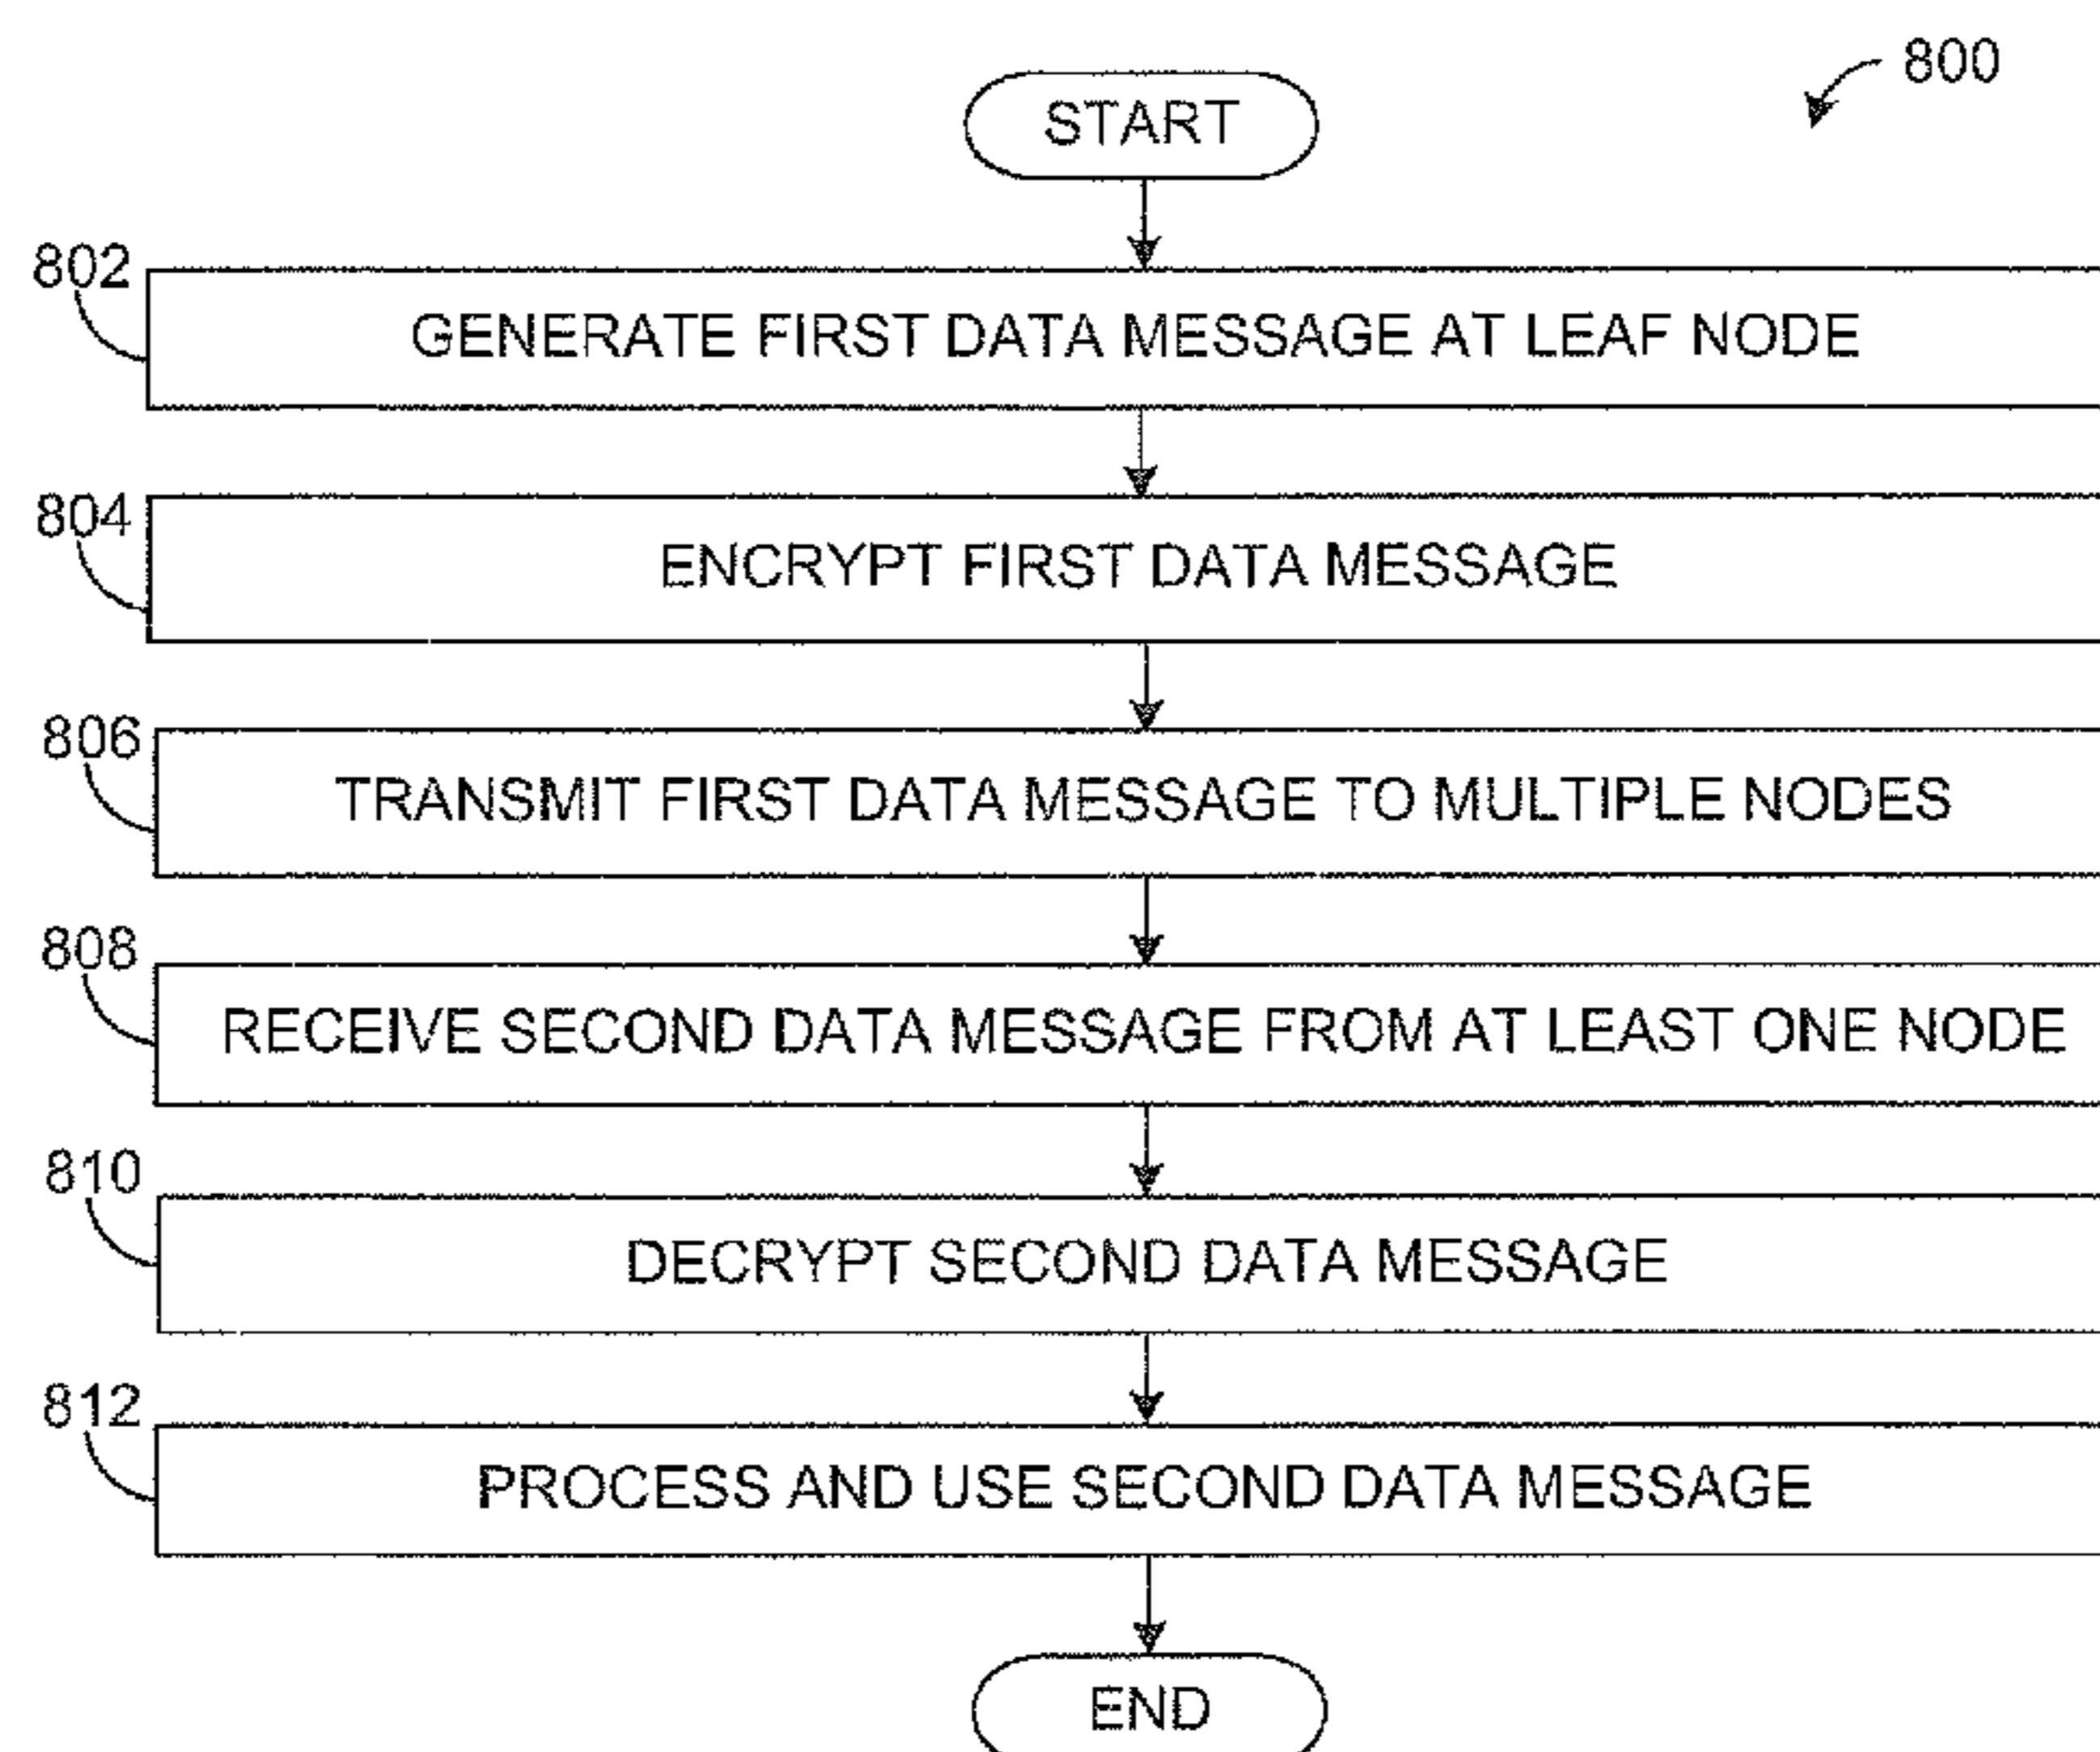 800
START
802
GENERATE FIRST DATA MESSAGE AT LEAF NODE
804
ENCRYPT FIRST DATA MESSAGE
806
TRANSMIT FIRST DATA MESSAGE TO MULTIPLE NODES
808
RECEIVE SECOND DATA MESSAGE FROM AT LEAST ONE NODE
810
DECRYPT SECOND DATA MESSAGE
812
PROCESS AND USE SECOND DATA MESSAGE
END